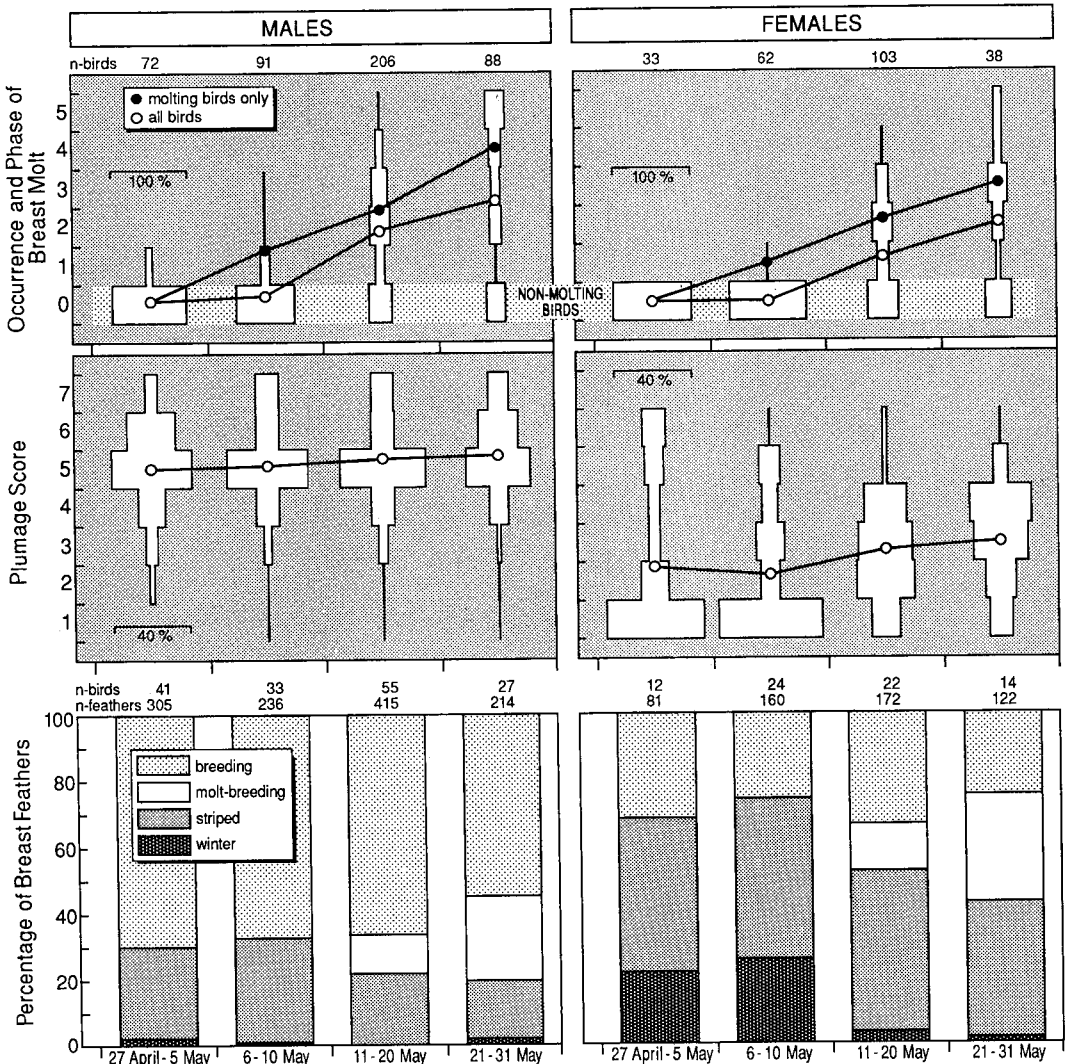 MALES
FEMALES
n-birds 72 91 206 88
33 62 103 38
Occurrence and Phase of
Breast Molt
5
4
3
2
1
0
molting birds only
all birds
100 %
100 %
NON-MOLTING
BIRDS
Plumage Score
7
6
5
4
3
2
1
40 %
40 %
n-birds 41 33 55 27
n-feathers 305 236 415 214
12 24 22 14
81 160 172 122
Percentage of Breast Feathers
100
80
60
40
20
0
breeding
molt-breeding
striped
winter
27 April - 5 May 6-10 May 11-20 May 21-31 May
27 April - 5 May 6-10 May 11-20 May 21-31 May